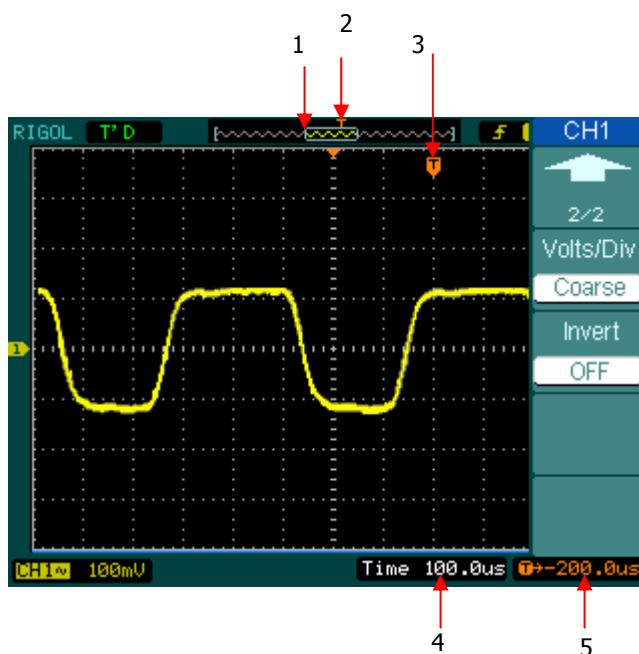 1 2 3
RIGOL T'D T CH1
T
2/2
Volts/Div
Coarse
1
Invert
OFF
CH1~ 100mV Time 100.0us T→-200.0us
4 5